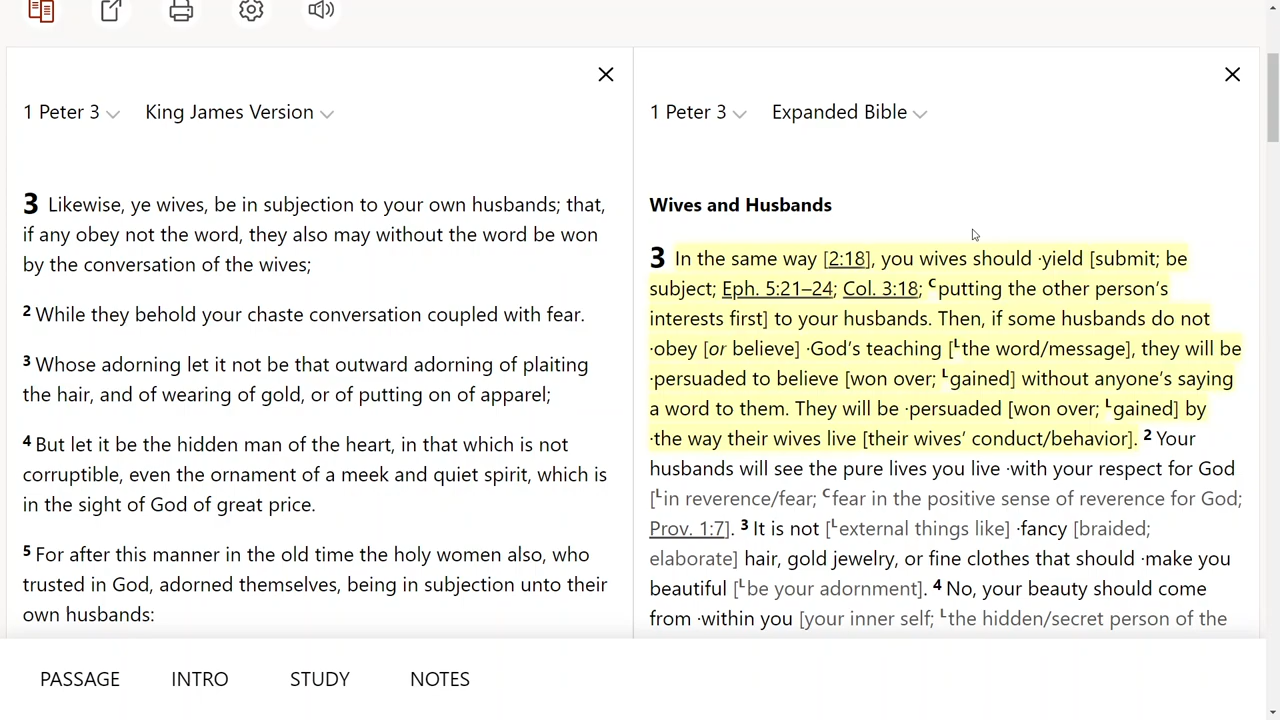 1 Peter 3 King James Version
3 Likewise, ye wives, be in subjection to your own husbands; that,
if any obey not the word, they also may without the word be won
by the conversation of the wives;
2 While they behold your chaste conversation coupled with fear.
3 Whose adorning let it not be that outward adorning of plaiting
the hair, and of wearing of gold, or of putting on of apparel;
4 But let it be the hidden man of the heart, in that which is not
corruptible, even the ornament of a meek and quiet spirit, which is
in the sight of God of great price.
5 For after this manner in the old time the holy women also, who
trusted in God, adorned themselves, being in subjection unto their
own husbands:
1 Peter 3 Expanded Bible
Wives and Husbands
3 In the same way [2:18], you wives should ·yield [submit; be
subject; Eph. 5:21–24; Col. 3:18; Cputting the other person’s
interests first] to your husbands. Then, if some husbands do not
·obey [or believe] ·God’s teaching [Lthe word/message], they will be
·persuaded to believe [won over; Lgained] without anyone’s saying
a word to them. They will be ·persuaded [won over; Lgained] by
·the way their wives live [their wives’ conduct/behavior]. 2 Your
husbands will see the pure lives you live ·with your respect for God
[Lin reverence/fear; Cfear in the positive sense of reverence for God;
Prov. 1:7]. 3 It is not [Lexternal things like] ·fancy [braided;
elaborate] hair, gold jewelry, or fine clothes that should ·make you
beautiful [Lbe your adornment]. 4 No, your beauty should come
from ·within you [your inner self; Lthe hidden/secret person of the
PASSAGE INTRO STUDY NOTES